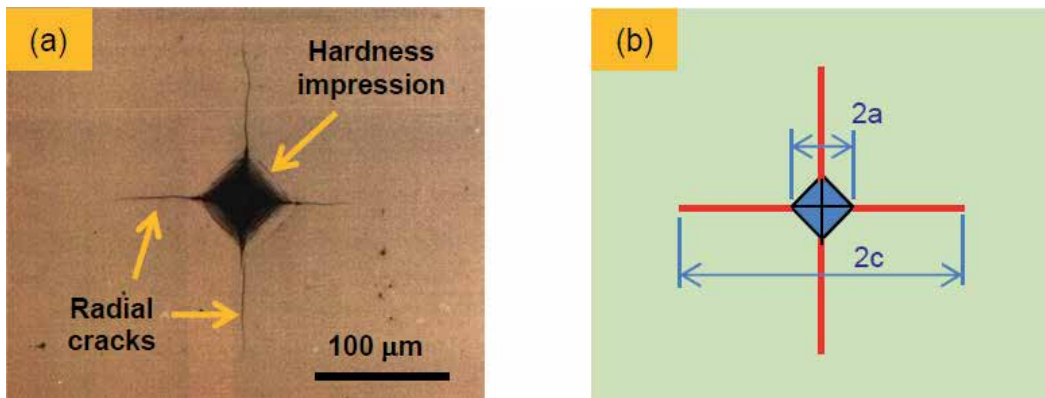 (a)
Hardness
impression
Radial
cracks
100 μm
(b)
2a
2c